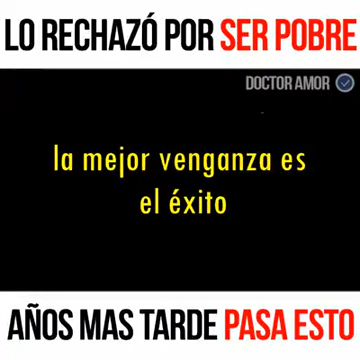 LO RECHAZÓ POR SER POBRE
DOCTOR AMOR
la mejor venganza es
el éxito
AÑOS MAS TARDE PASA ESTO